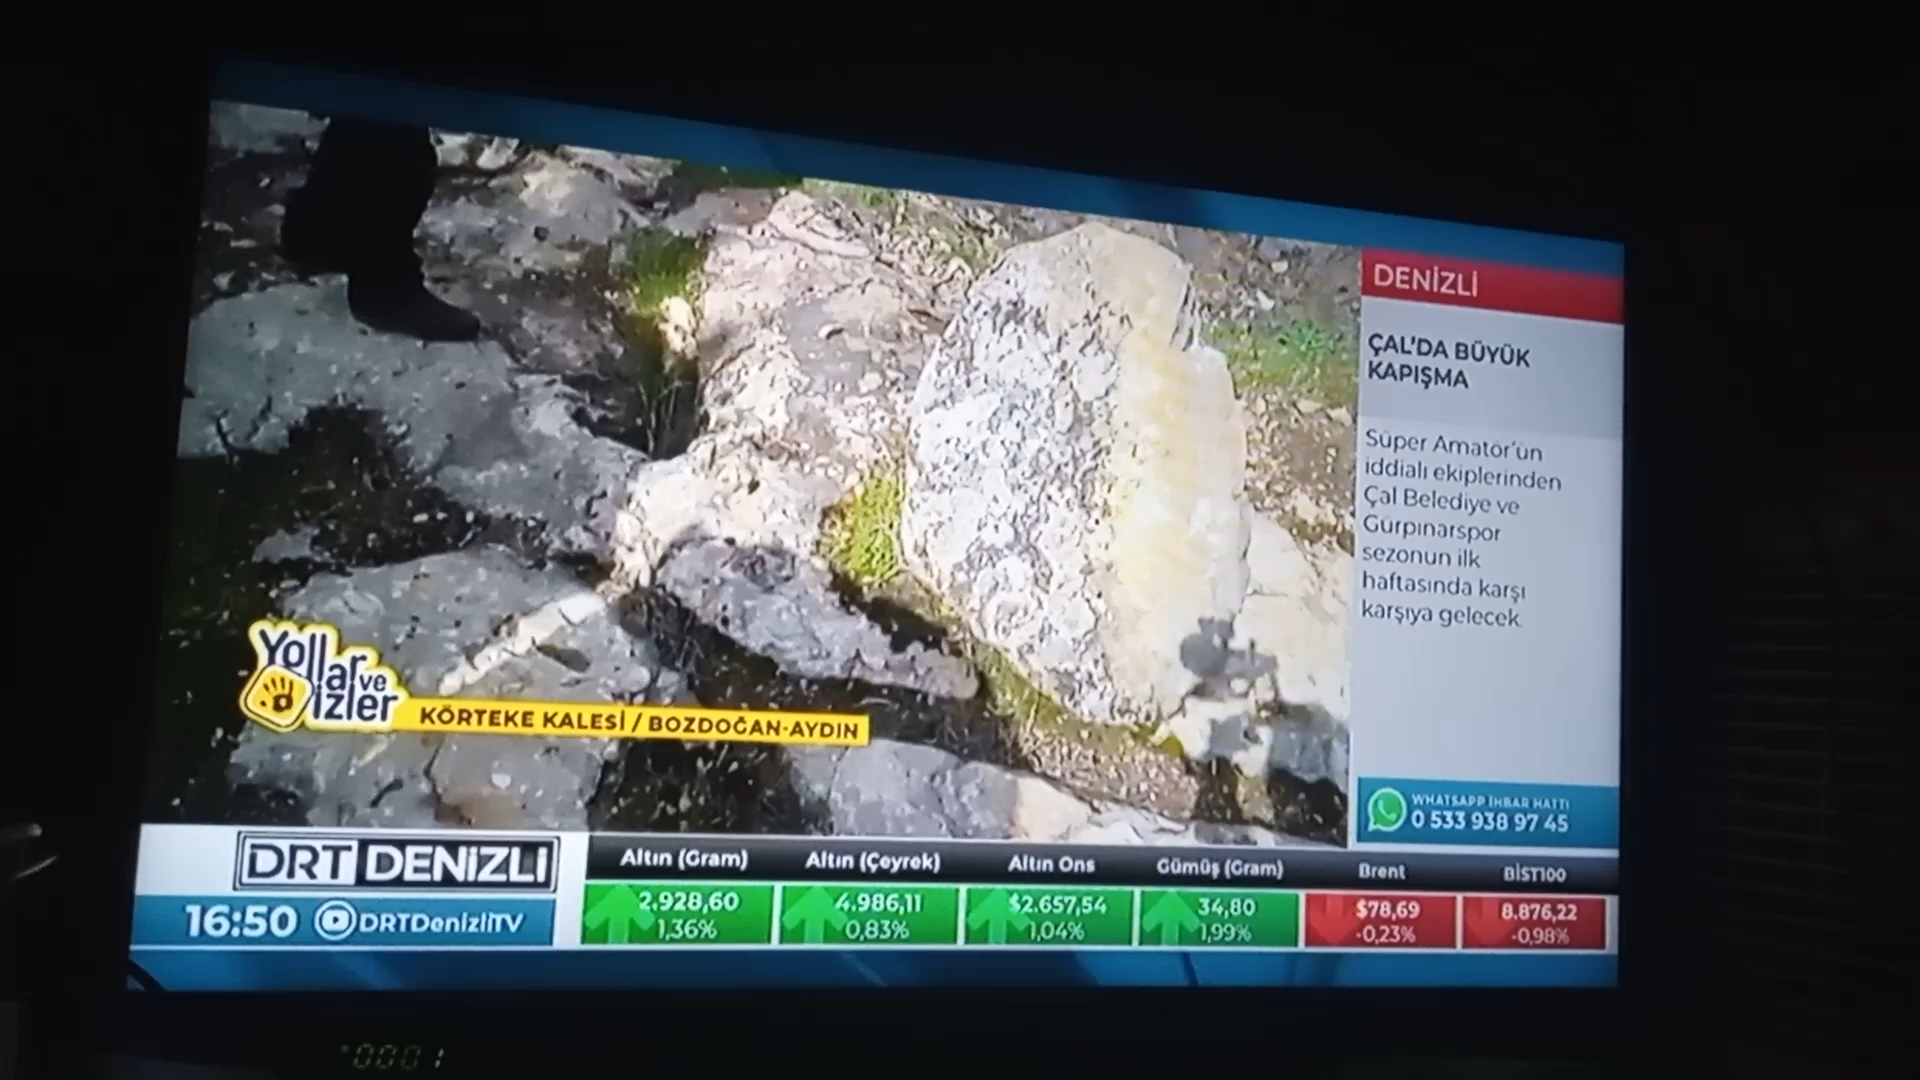 DENİZLİ
ÇAL'DA BÜYÜK
KAPIŞMA
Süper Amatör'ün
iddialı ekiplerinden
Çal Belediye ve
Gürpınarspor
sezonun ilk
haftasında karşı
karşıya gelecek.
Yollar ve
izler
KÖRTEKE KALESİ / BOZDOĞAN-AYDIN
WHATSAPP İHBAR HATTI
0 533 938 97 45
DRT DENİZLİ
16:50 DRTDenizliTV
Altın (Gram) Altın (Çeyrek) Altın Ons Gümüş (Gram) Brent BİST100
2.928,60 4.986,11 $2.657,54 34,80 $78,69 8.876,22
1,36% 0,83% 1,04% 1,99% -0,23% -0,98%
0001